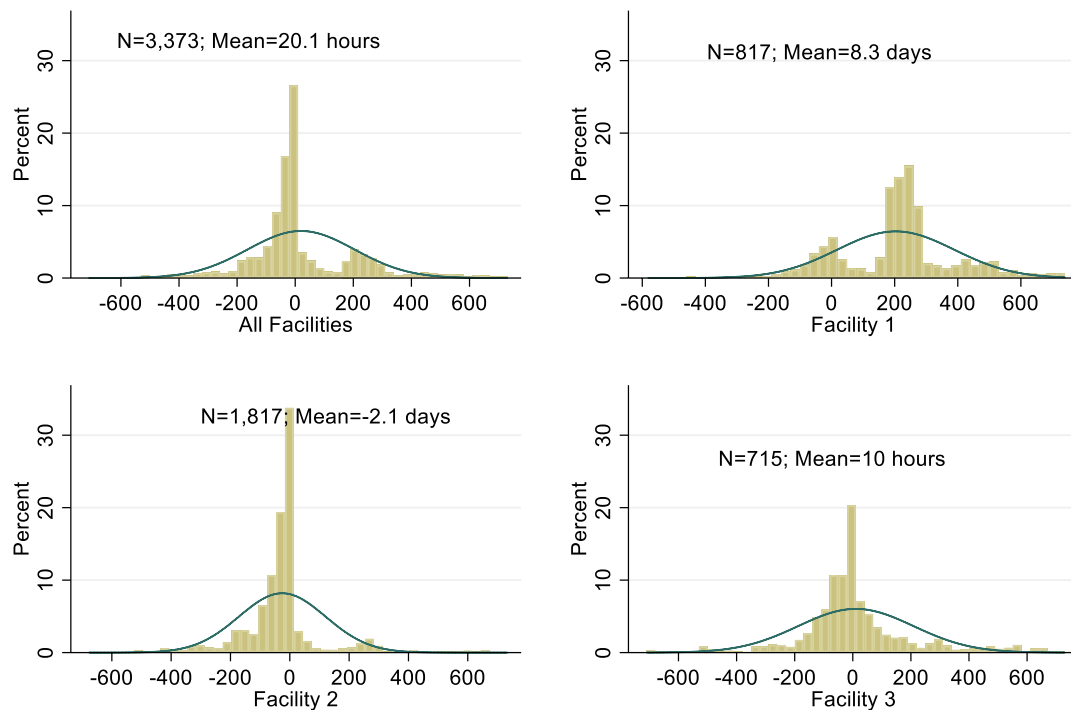 N=3,373; Mean=20.1 hours
Percent
30
20
10
0
-600 -400 -200 0 200 400 600
All Facilities
N=817; Mean=8.3 days
Percent
30
20
10
0
-600 -400 -200 0 200 400 600
Facility 1
N=1,817; Mean=-2.1 days
Percent
30
20
10
0
-600 -400 -200 0 200 400 600
Facility 2
N=715; Mean=10 hours
Percent
30
20
10
0
-600 -400 -200 0 200 400 600
Facility 3